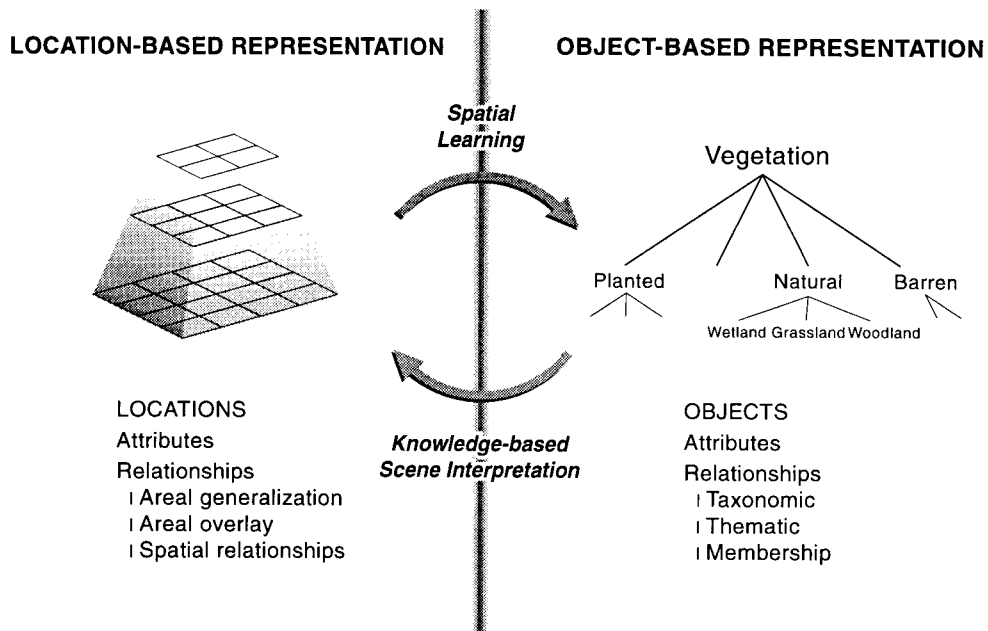 LOCATION-BASED REPRESENTATION
OBJECT-BASED REPRESENTATION
Spatial
Learning
Vegetation
Planted
Natural
Barren
Wetland Grassland Woodland
Knowledge-based
Scene Interpretation
LOCATIONS
Attributes
Relationships
| Areal generalization
| Areal overlay
| Spatial relationships
OBJECTS
Attributes
Relationships
| Taxonomic
| Thematic
| Membership